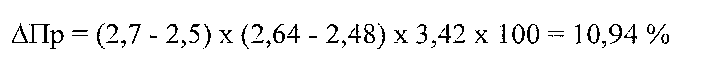 ΔПр = (2,7 - 2,5) х (2,64 - 2,48) х 3,42 х 100 = 10,94 %